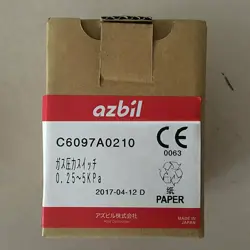 azbil
C6097A0210
CE
0063
ガス圧力スイッチ
0.25~5KPa
2017-04-12 D
紙
PAPER
アズビル株式会社
MADE IN
JAPAN